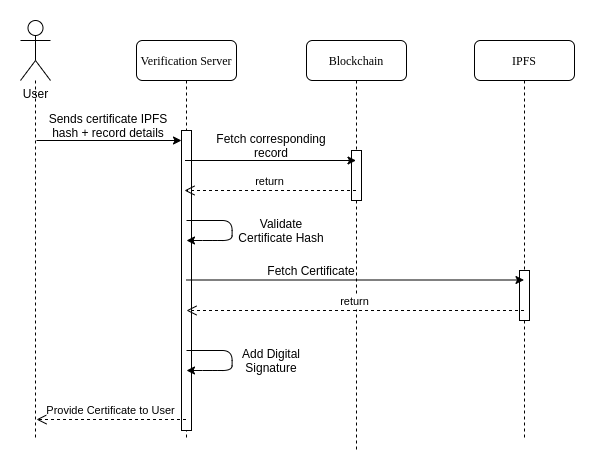 Verification Server
Blockchain
IPFS
User
Sends certificate IPFS
hash + record details
Fetch corresponding
record
return
Validate
Certificate Hash
Fetch Certificate
return
Add Digital
Signature
Provide Certificate to User